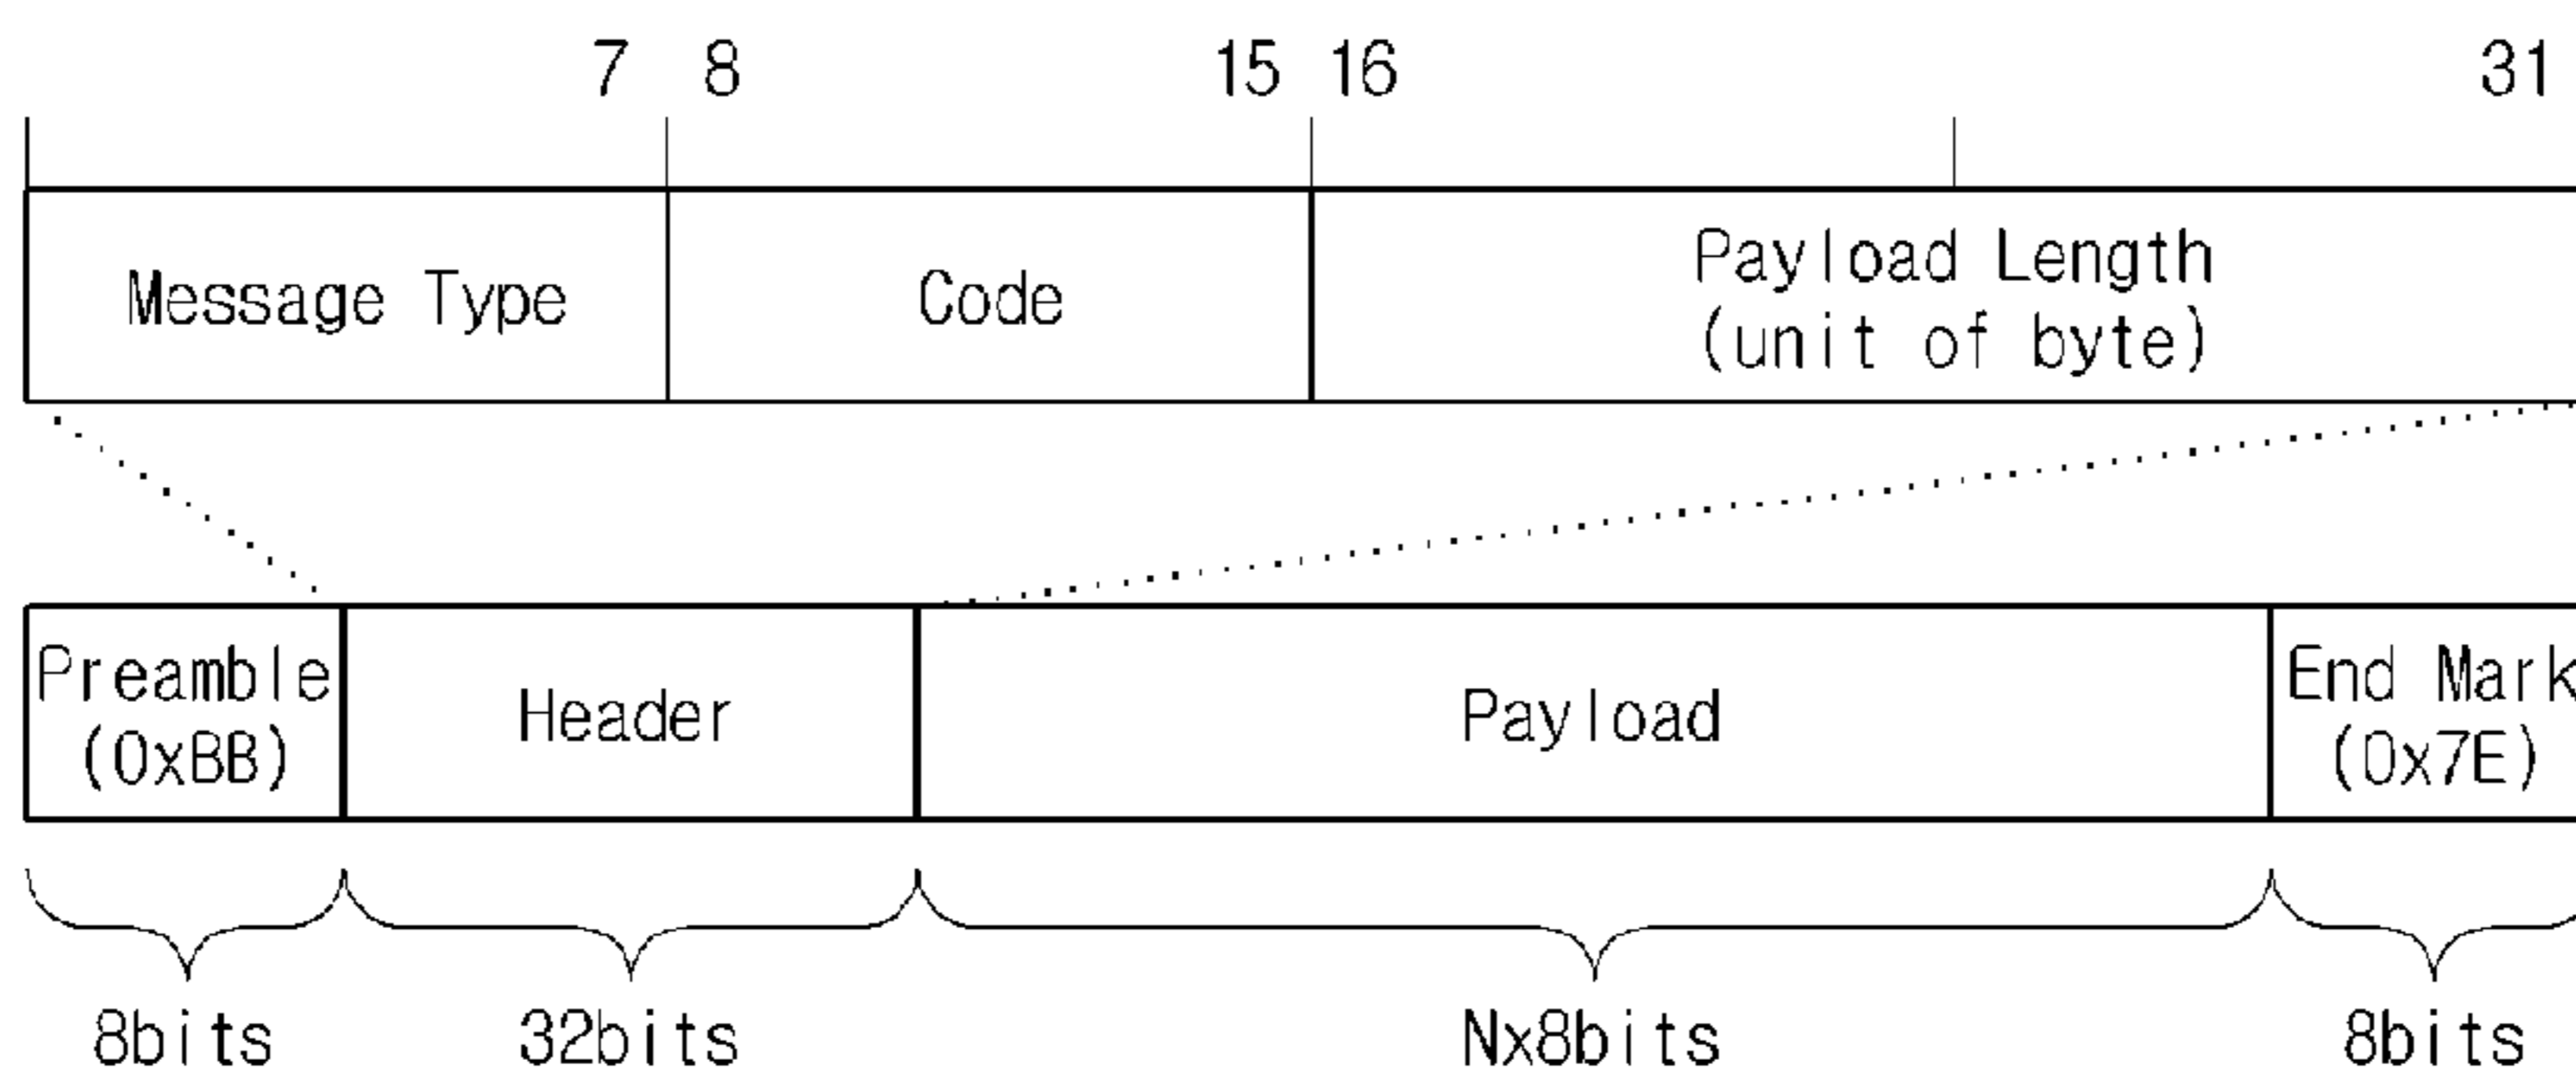 7 8 15 16 31
Message Type Code Payload Length
(unit of byte)
Preamble Header Payload End Mark
(0xBB) (0x7E)
8bits 32bits Nx8bits 8bits